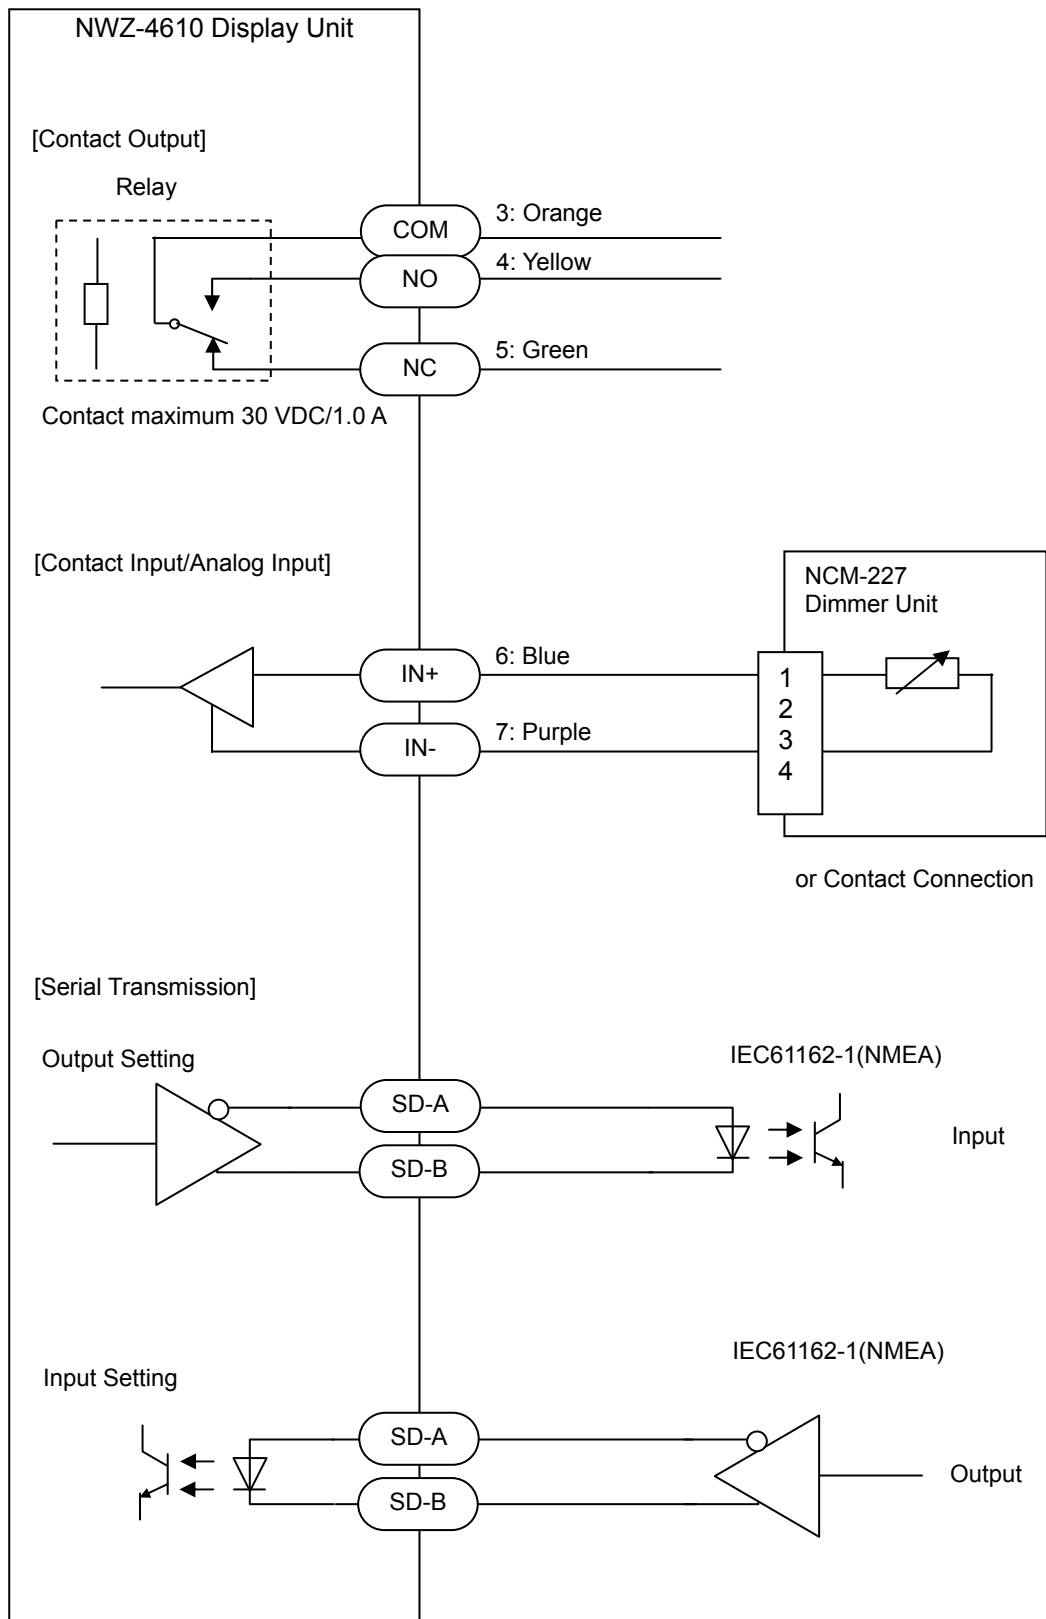 NWZ-4610 Display Unit
[Contact Output]
Relay
COM
3: Orange
NO
4: Yellow
NC
5: Green
Contact maximum 30 VDC/1.0 A
[Contact Input/Analog Input]
NCM-227
Dimmer Unit
IN+
6: Blue
IN-
7: Purple
1
2
3
4
or Contact Connection
[Serial Transmission]
Output Setting
IEC61162-1(NMEA)
SD-A
SD-B
Input
IEC61162-1(NMEA)
Input Setting
SD-A
SD-B
Output